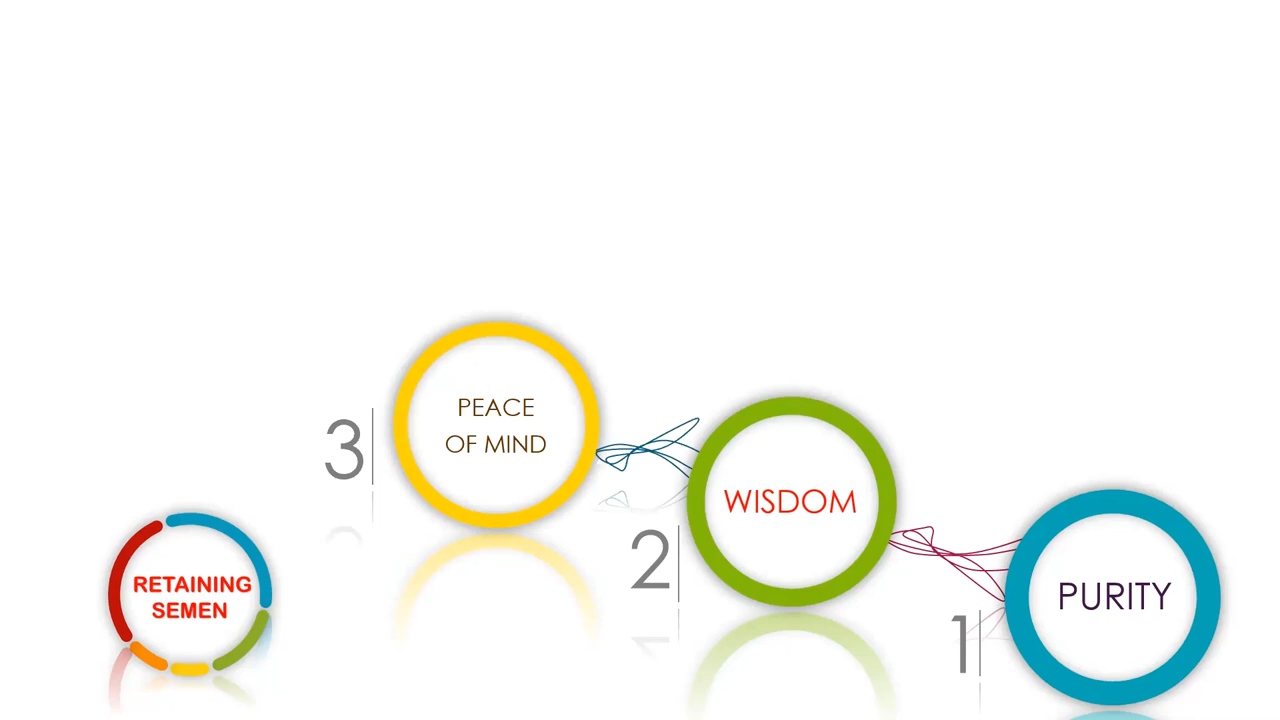 3
PEACE
OF MIND
2
WISDOM
1
PURITY
RETAINING
SEMEN